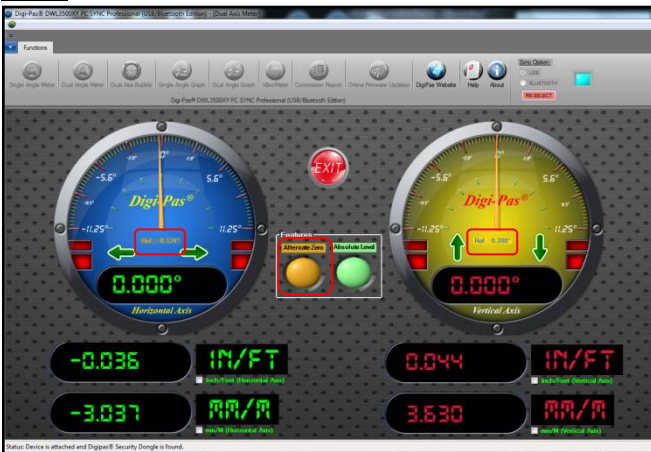 Digi-Pas® DWL3500XY PC SYNC Professional (USB/Bluetooth Edition) - [Dual Axis Meter]
Functions
Single Angle Meter Dual Angle Meter Dual Axis Bubble Single Angle Graph Dual Angle Graph VibroMeter Commission Report Online Firmware Updates DigiPas Website Help About
Digi-Pas® DWL3500XY PC SYNC Professional (USB/Bluetooth Edition)
Sync Option:
USB
BLUETOOTH
RE-SELECT
0°
-5.6° 5.6°
-11.25° 11.25°
Digi-Pas®
Ref. : -0.174°
0.000°
Horizontal Axis
EXIT
Features
Alternate Zero Absolute Level
0°
-5.6° 5.6°
-11.25° 11.25°
Digi-Pas®
Ref. : 0.208°
0.000°
Vertical Axis
-0.036 IN/FT
Inch/Feet (Horizontal Axis)
0.044 IN/FT
Inch/Feet (Vertical Axis)
-3.037 MM/M
mm/M (Horizontal Axis)
3.630 MM/M
mm/M (Vertical Axis)
Status: Device is attached and Digipas® Security Dongle is found.